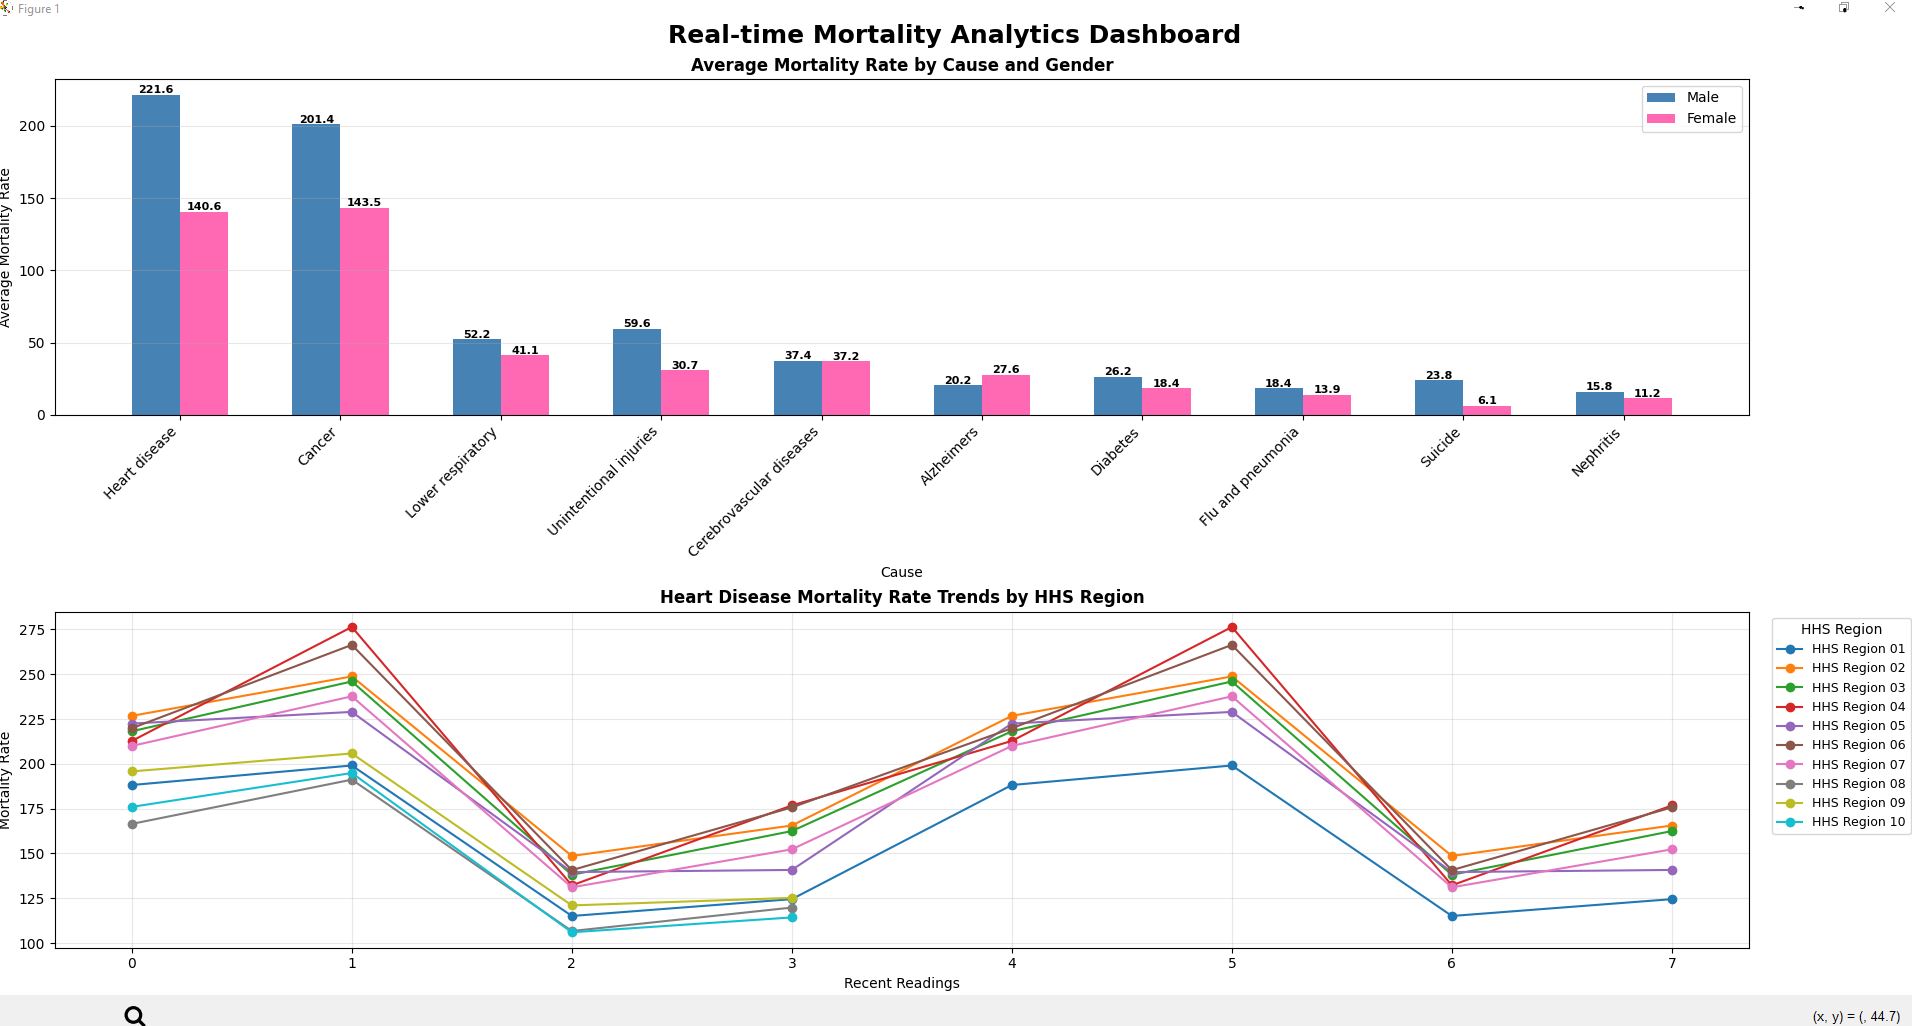 Figure 1
Real-time Mortality Analytics Dashboard
Average Mortality Rate by Cause and Gender
Average Mortality Rate
200
150
100
50
0
221.6
140.6
201.4
143.5
52.2
41.1
59.6
30.7
37.4
37.2
20.2
27.6
26.2
18.4
18.4
13.9
23.8
6.1
15.8
11.2
Male
Female
Heart disease
Cancer
Lower respiratory
Unintentional injuries
Cerebrovascular diseases
Alzheimers
Diabetes
Flu and pneumonia
Suicide
Nephritis
Cause
Heart Disease Mortality Rate Trends by HHS Region
Mortality Rate
275
250
225
200
175
150
125
100
0 1 2 3 4 5 6 7
Recent Readings
HHS Region
HHS Region 01
HHS Region 02
HHS Region 03
HHS Region 04
HHS Region 05
HHS Region 06
HHS Region 07
HHS Region 08
HHS Region 09
HHS Region 10
(x, y) = (, 44.7)